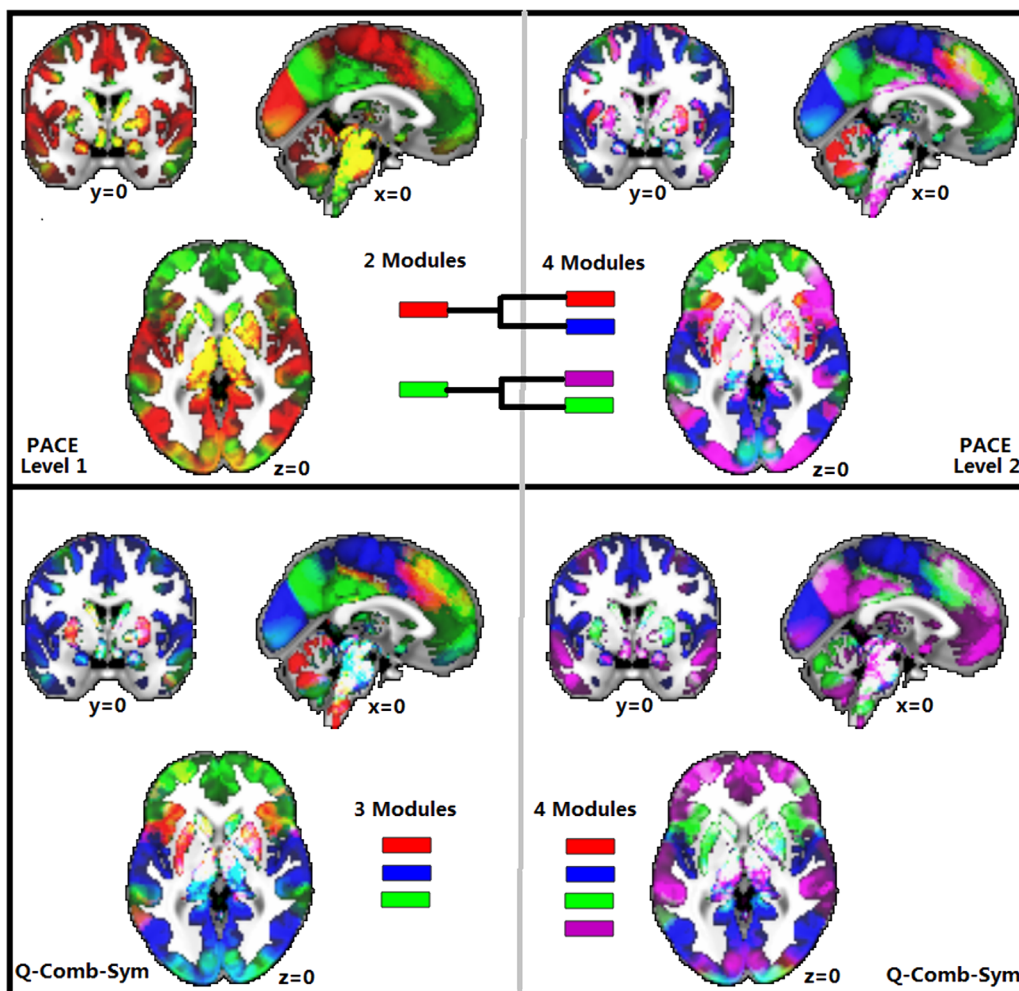 y=0
x=0
y=0
x=0
2 Modules
4 Modules
PACE
Level 1
z=0
z=0
PACE
Level 2
y=0
x=0
y=0
x=0
3 Modules
4 Modules
Q-Comb-Sym
z=0
z=0
Q-Comb-Sym